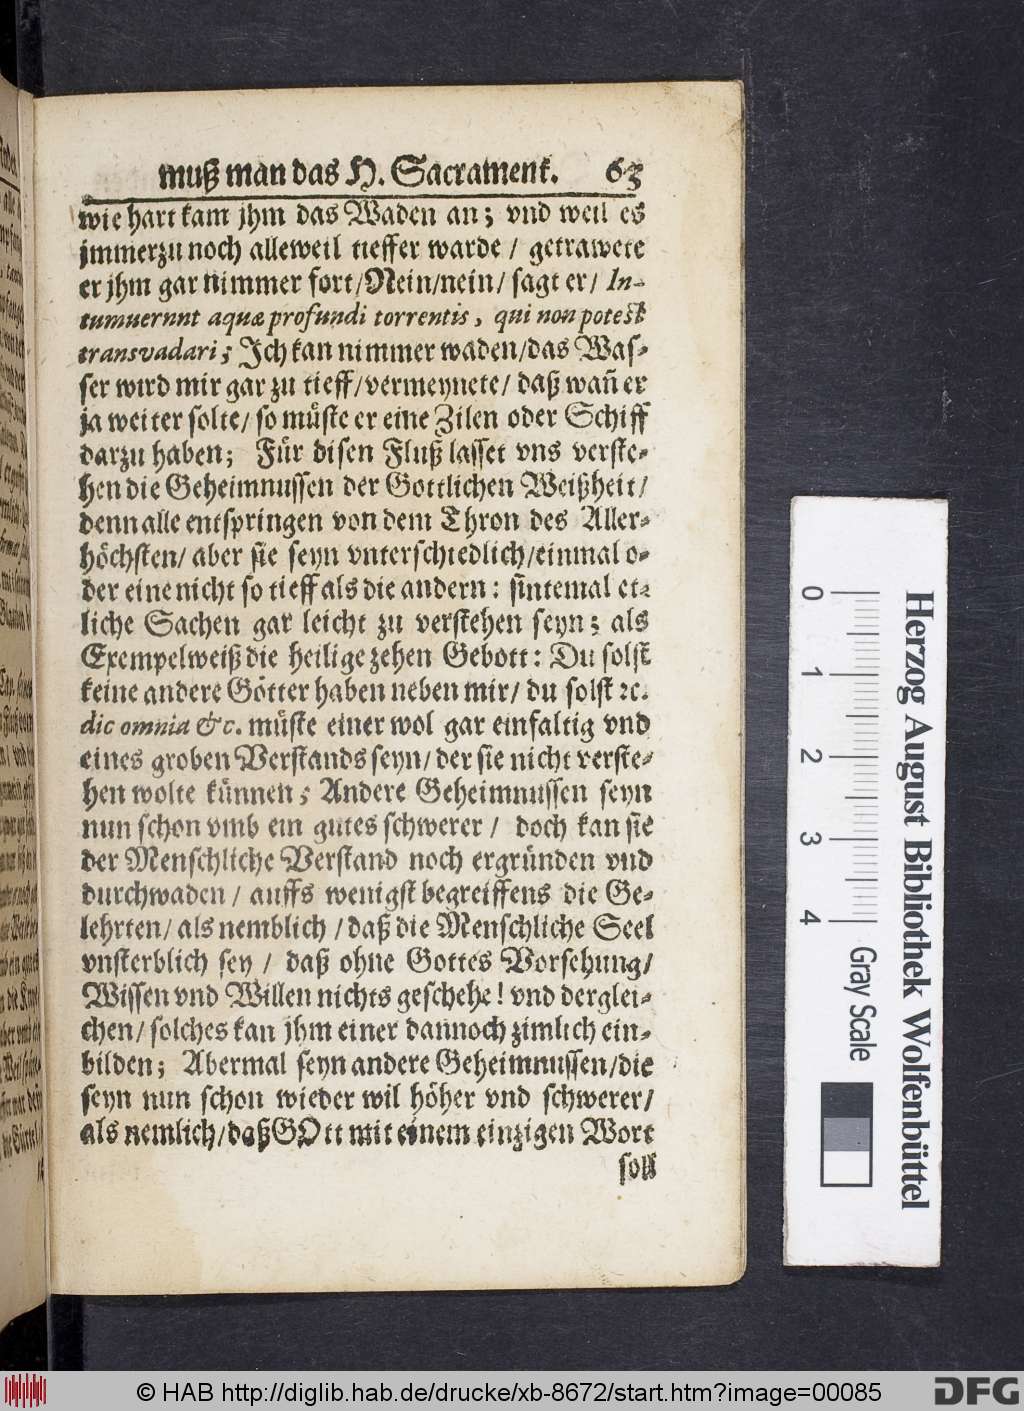 muß man das H. Sacrament. 63
wie hart kam jhm das Waden an; vnd weil es
jmmerzu noch alleweil tieffer warde / getrawete
er jhm gar nimmer fort/Nein/nein/ sagt er/ In-
tumuernnt aquæ profundi torrentis, qui non potest
transvadari; Jch kan nimmer waden/das Was-
ser wird mir gar zu tieff/vermeynete/ daß wañ er
ja weiter solte/ so müste er eine Zilen oder Schiff
darzu haben; Für disen Fluß lasset vns verste-
hen die Geheimnussen der Gottlichen Weißheit/
denn alle entspringen von dem Thron des Aller-
höchsten/ aber sie seyn vnterschiedlich/einmal o-
der eine nicht so tieff als die andern: sintemal et-
liche Sachen gar leicht zu verstehen seyn; als
Exempelweiß die heilige zehen Gebott: Du solst
keine andere Götter haben neben mir/ du solst ꝛc.
dic omnia &c. müste einer wol gar einfaltig vnd
eines groben Verstands seyn/ der sie nicht verste-
hen wolte künnen; Andere Geheimnussen seyn
nun schon vmb ein gutes schwerer / doch kan sie
der Menschliche Verstand noch ergründen vnd
durchwaden / auffs wenigst begreiffens die Ge-
lehrten/ als nemblich /daß die Menschliche Seel
vnsterblich sey / daß ohne Gottes Vorsehung/
Wissen vnd Willen nichts geschehe! vnd derglei-
chen/ solches kan jhm einer dannoch zimlich ein-
bilden; Abermal seyn andere Geheimnussen/die
seyn nun schon wieder wil höher vnd schwerer/
als nemlich/daß GOtt mit einem einzigen Wort
soll
0 1 2 3 4
Gray Scale
Herzog August Bibliothek Wolfenbüttel
© HAB http://diglib.hab.de/drucke/xb-8672/start.htm?image=00085
DFG